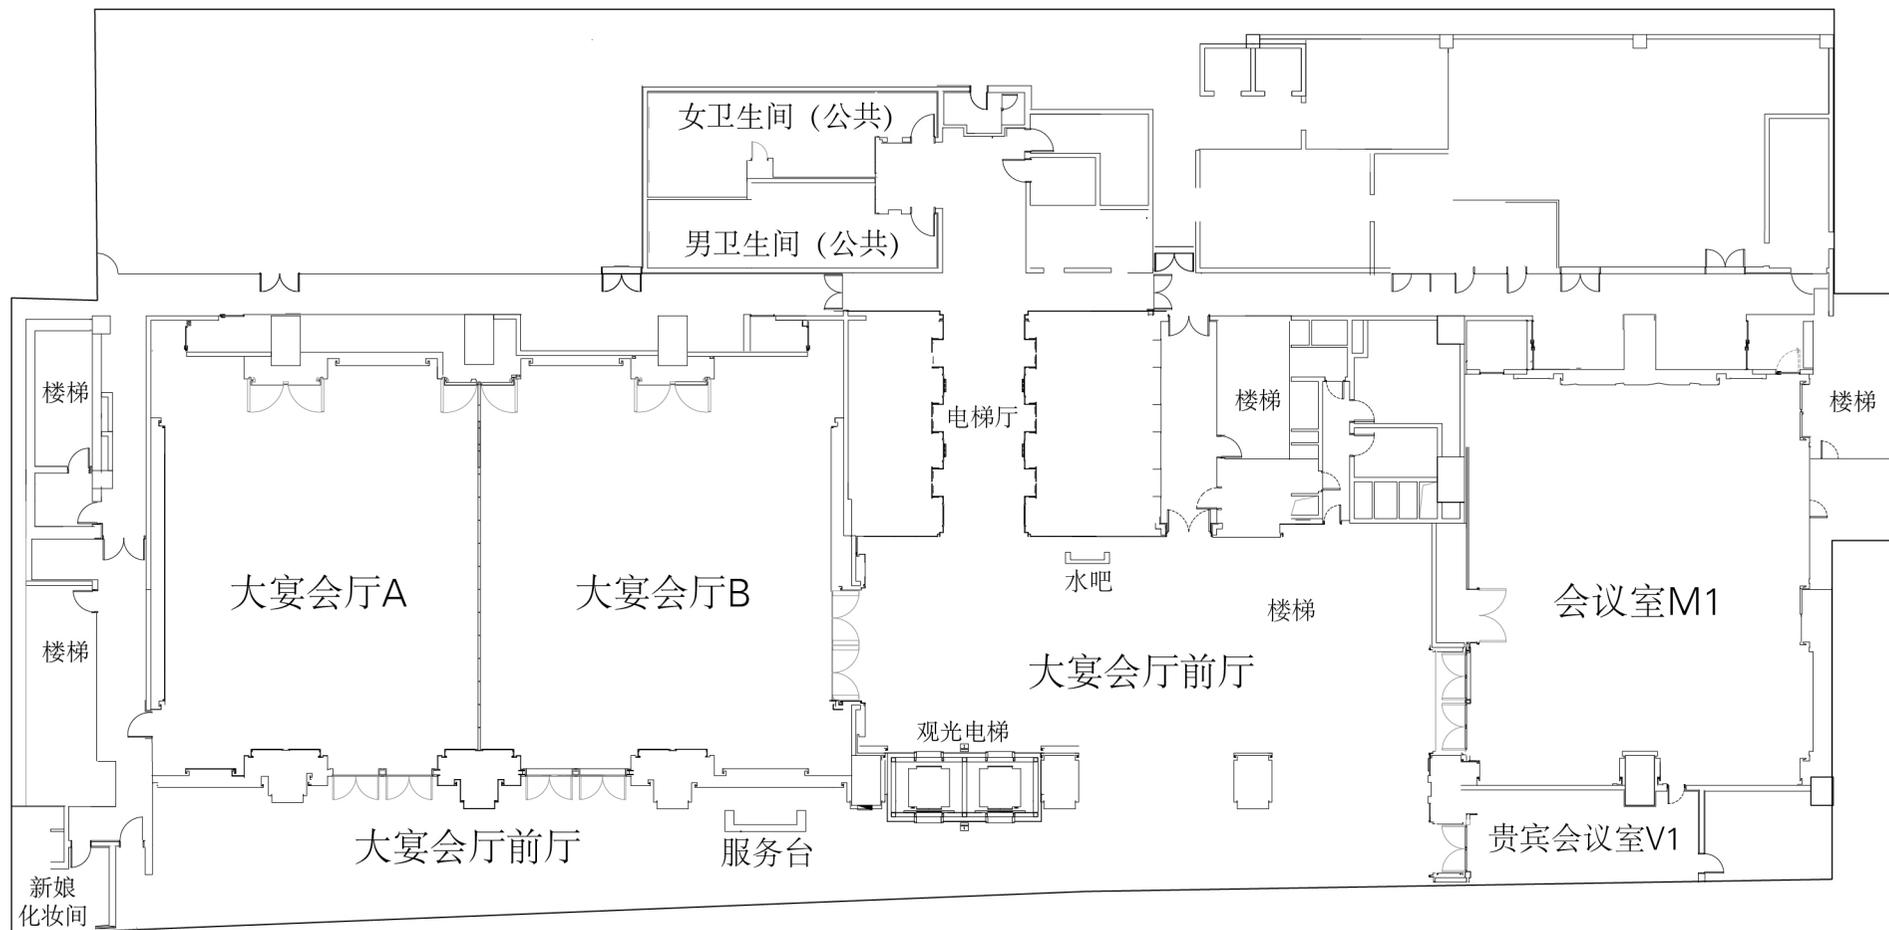 女卫生间（公共）
男卫生间（公共）
楼梯
电梯厅
楼梯
楼梯
大宴会厅A
大宴会厅B
水吧
楼梯
会议室M1
楼梯
大宴会厅前厅
观光电梯
大宴会厅前厅
服务台
贵宾会议室V1
新娘
化妆间